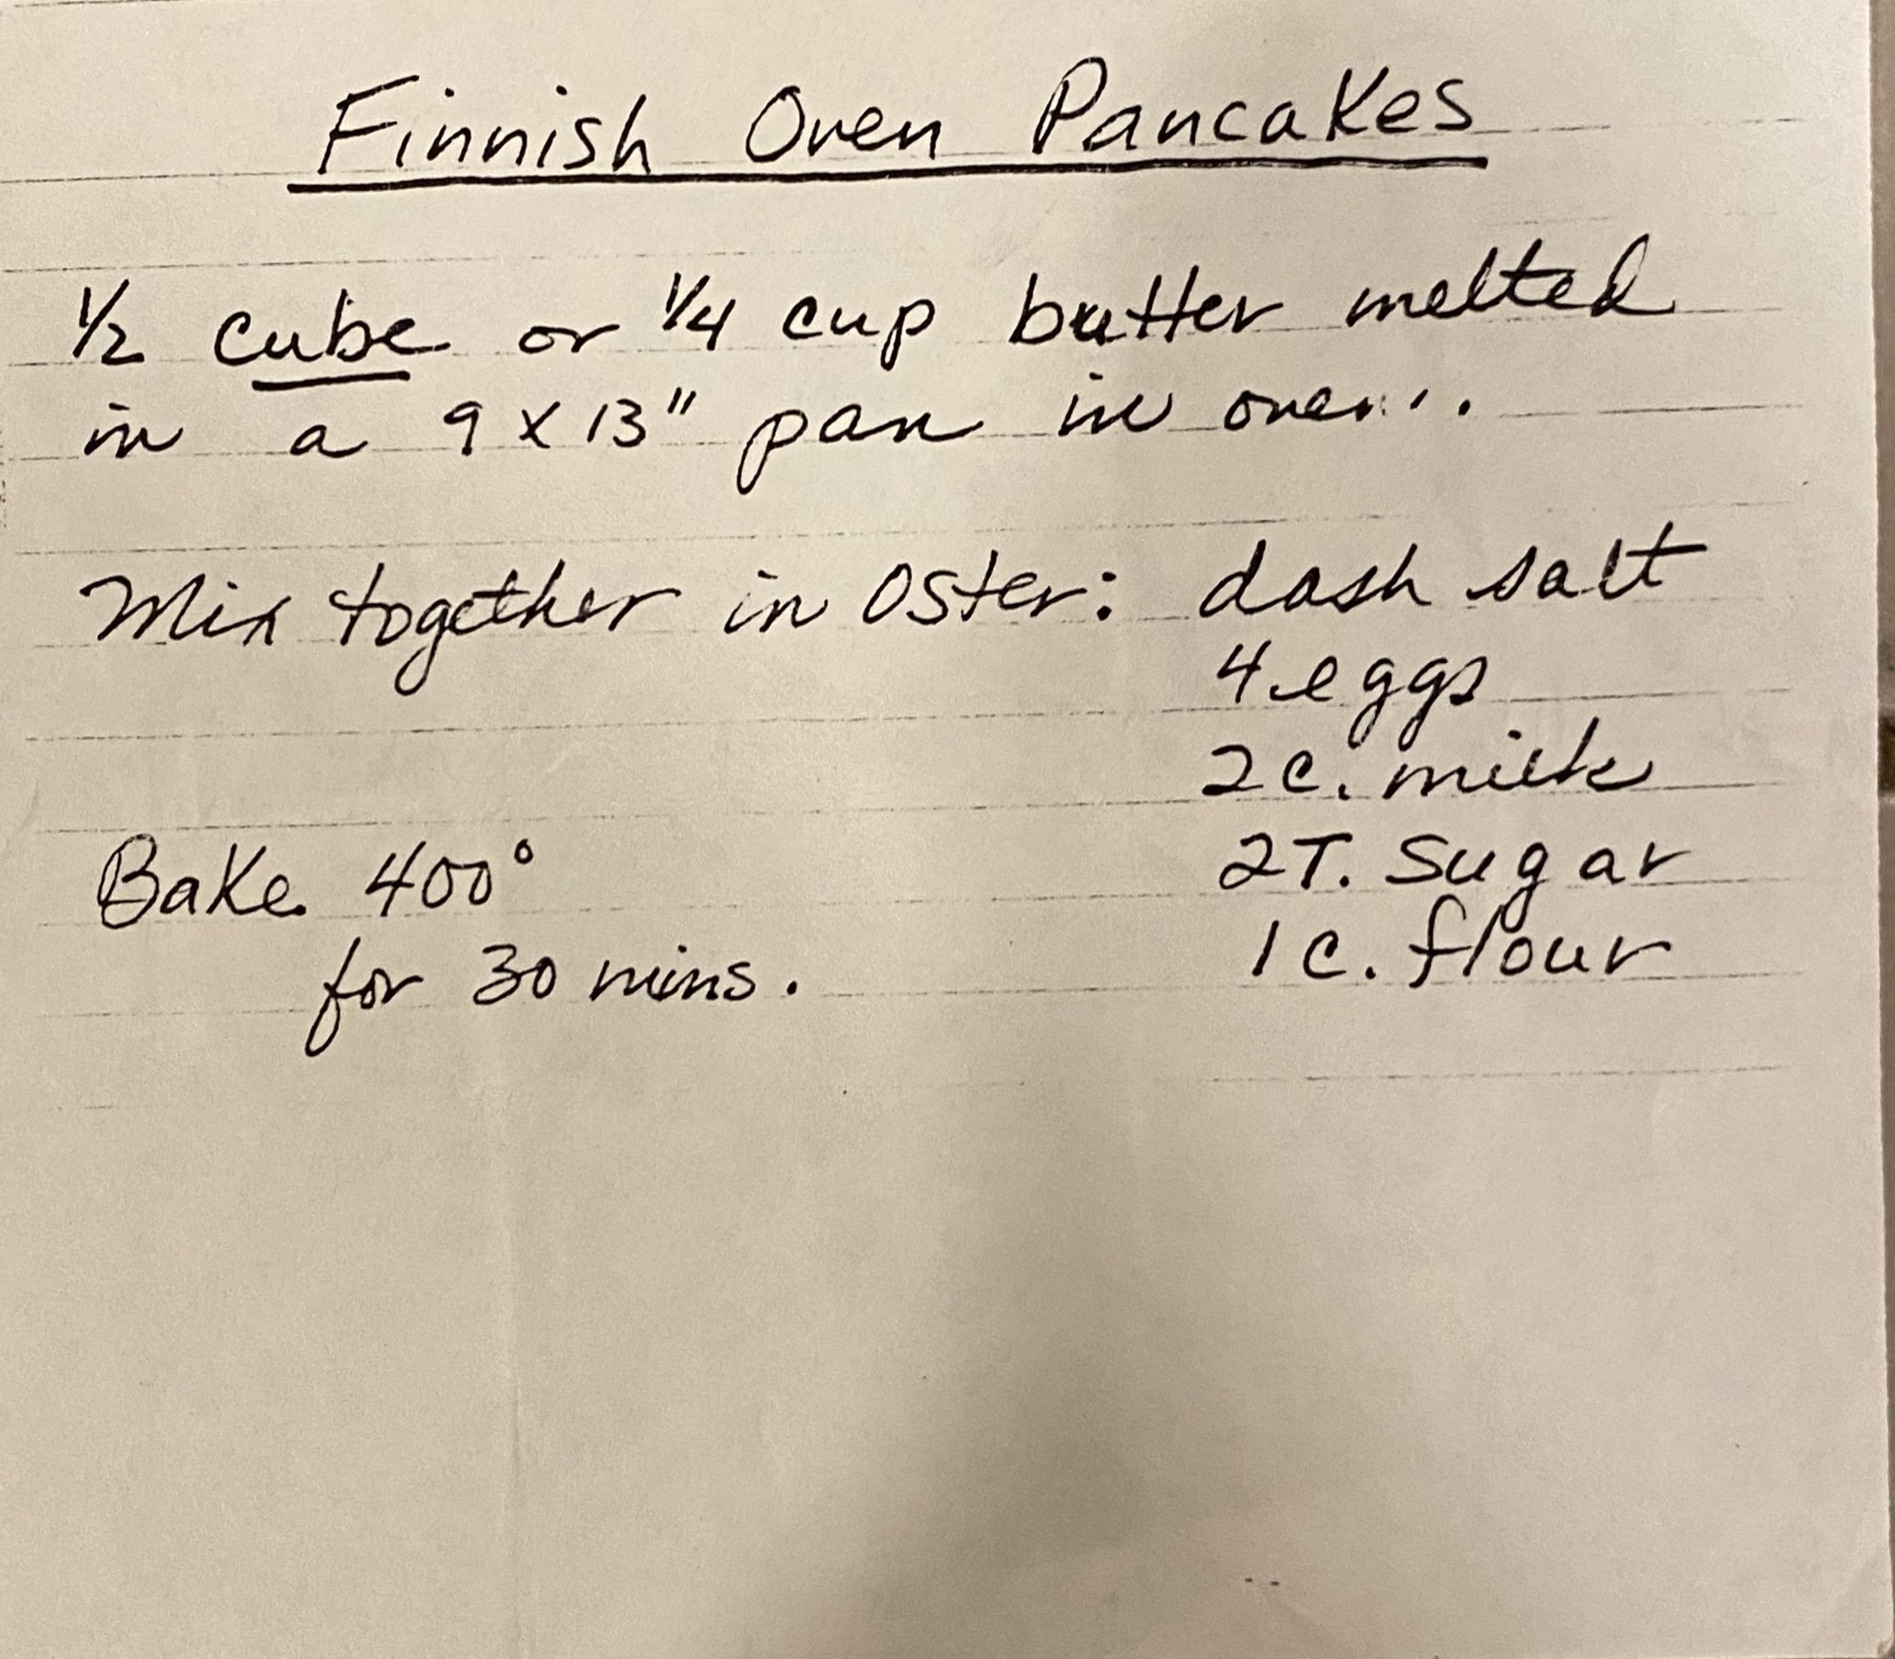 Finnish Oven Pancakes
1/2 cube or 1/4 cup butter melted
in a 9 x 13" pan in oven.
Mix together in Oster: dash salt
4 eggs
2 c. milk
2 T. sugar
1 c. flour
Bake 400°
for 30 mins.